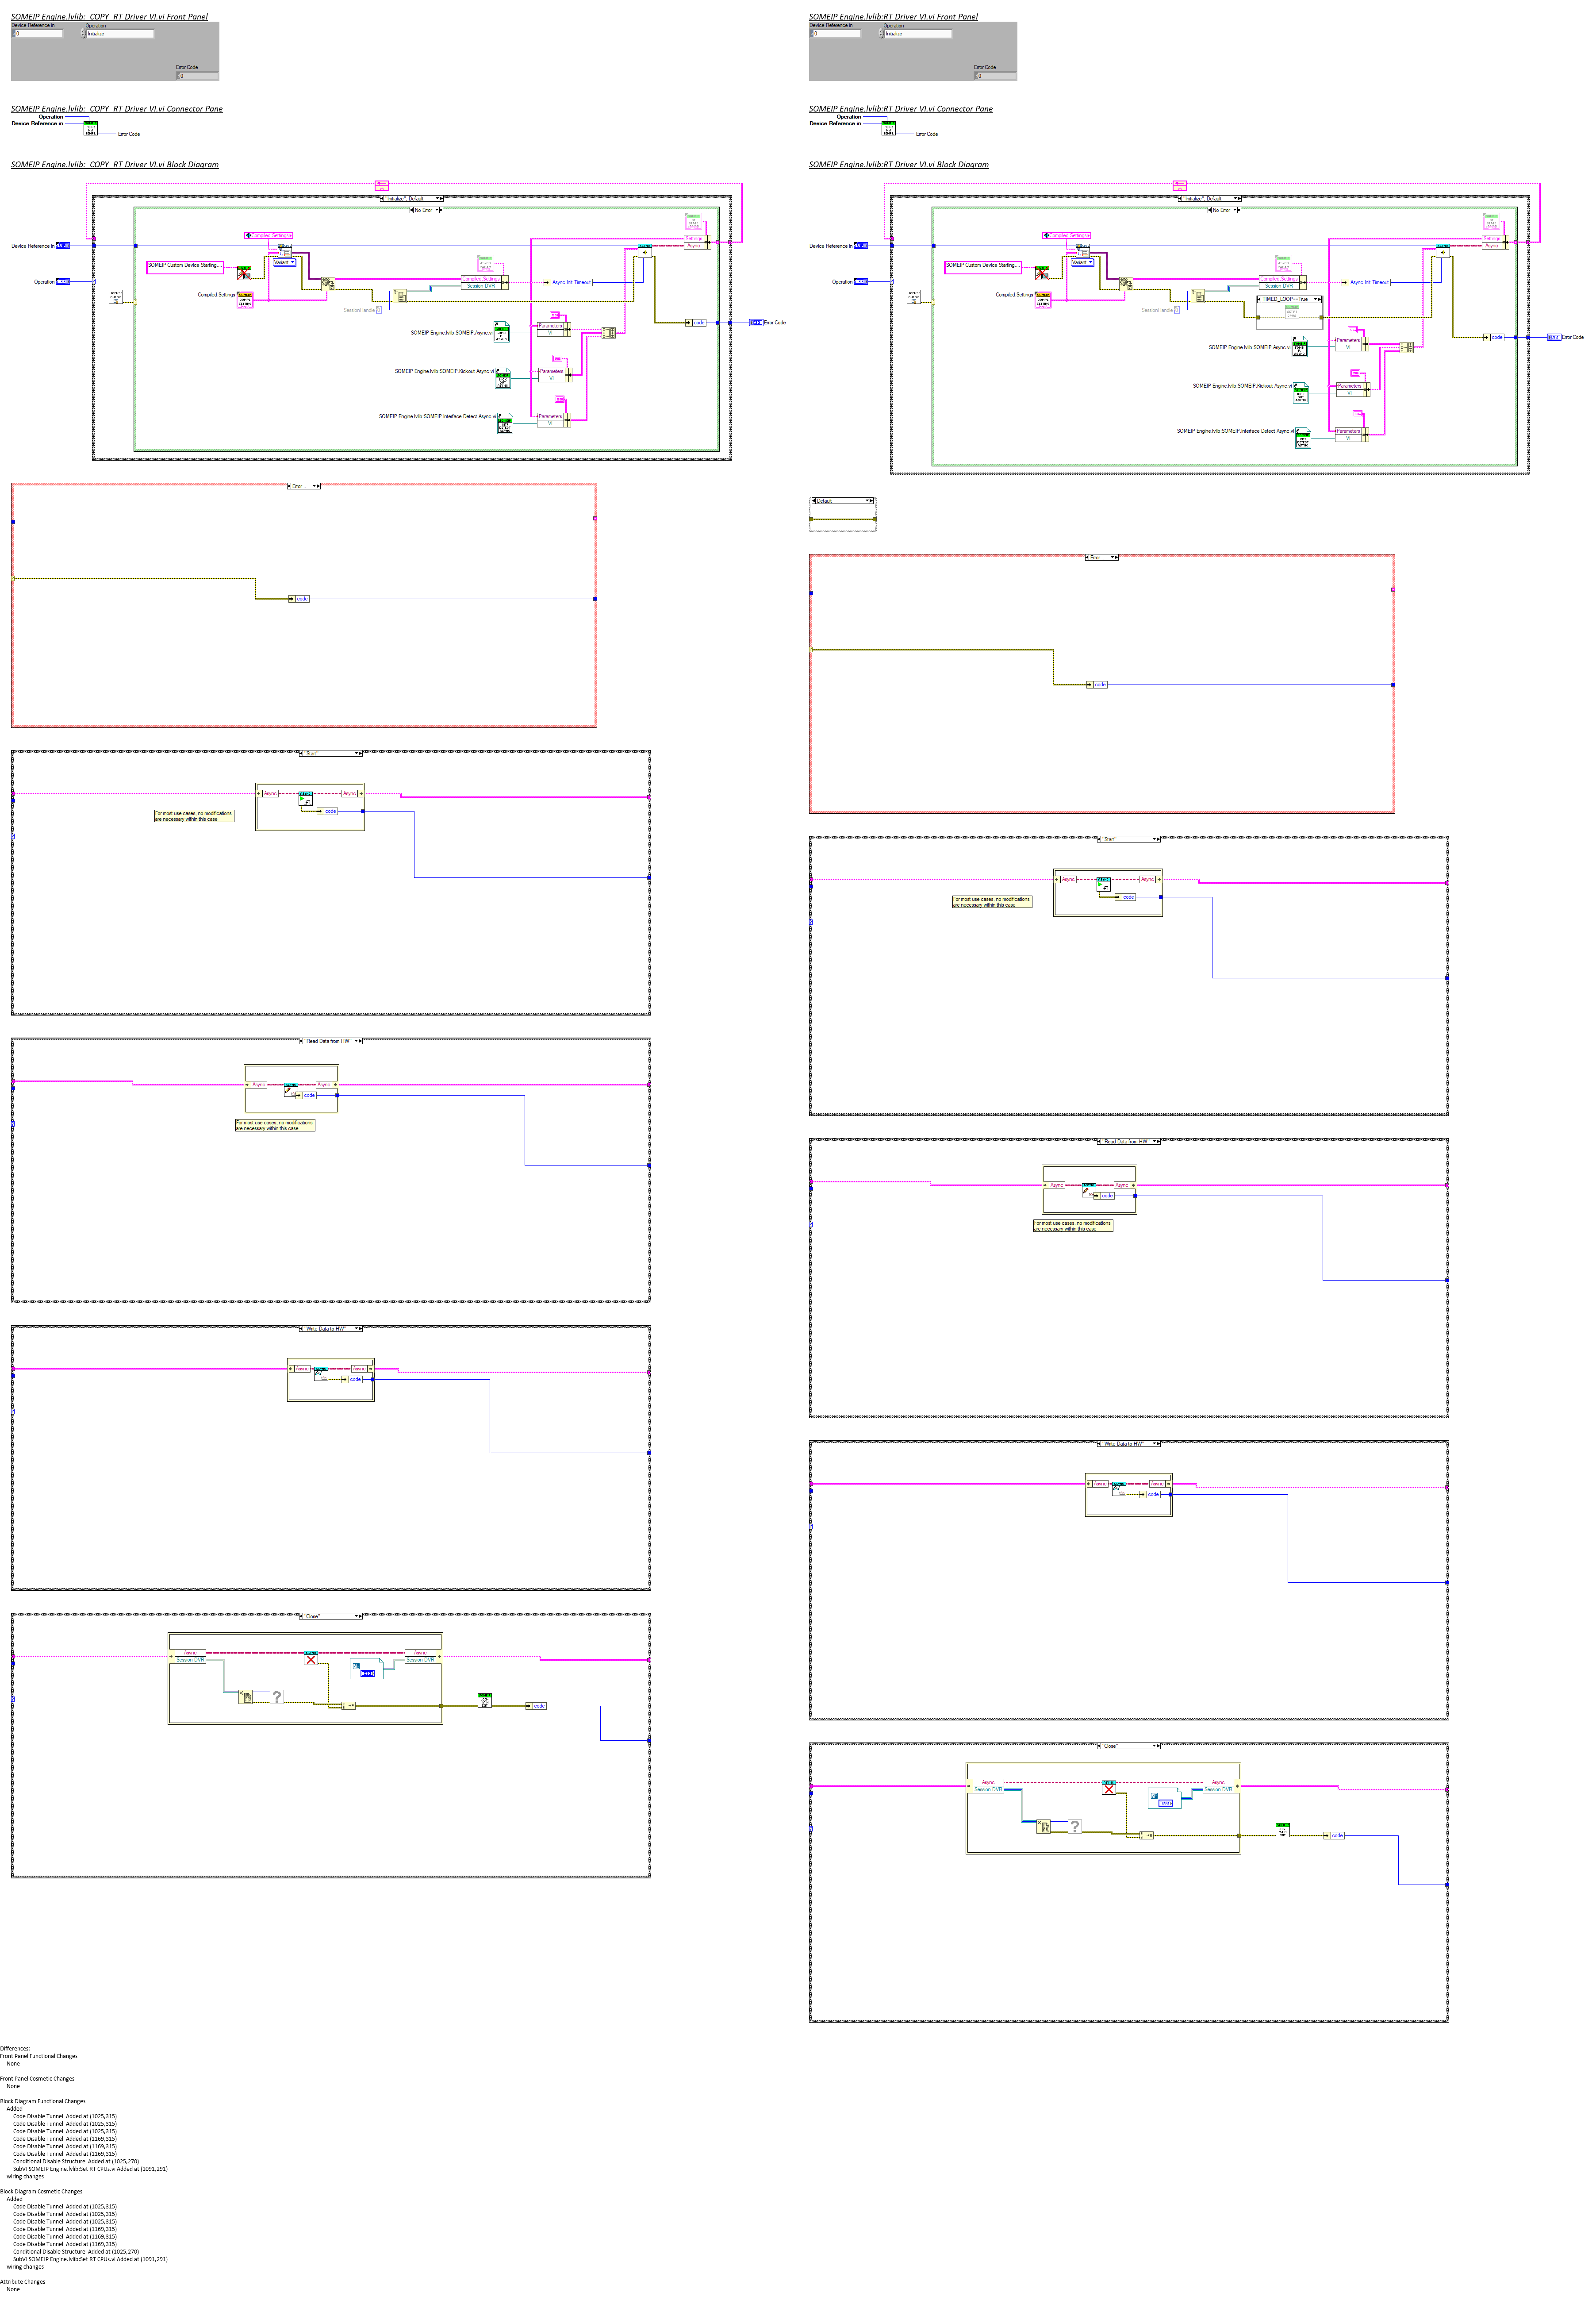 SOMEIP Engine.lvlib:_COPY_RT Driver VI.vi Front Panel
Device Reference in
Operation
0
Initialize
Error Code
0
SOMEIP Engine.lvlib:_COPY_RT Driver VI.vi Connector Pane
Operation
Device Reference in
Error Code
SOMEIP Engine.lvlib:_COPY_RT Driver VI.vi Block Diagram
"Initialize", Default
No Error
Device Reference in
Compiled.Settings
Settings
Async
SOMEIP Custom Device Starting...
Variant
Operation
Compiled.Settings
Compiled.Settings
Session DVR
Async Init Timeout
SessionHandle
SOMEIP Engine.lvlib:SOMEIP.Async.vi
Parameters
VI
code
Error Code
SOMEIP Engine.lvlib:SOMEIP.Kickout Async.vi
Parameters
VI
SOMEIP Engine.lvlib:SOMEIP.Interface Detect Async.vi
Parameters
VI
Error
code
"Start"
Async
Async
code
For most use cases, no modifications
are necessary within this case
"Read Data from HW"
Async
Async
code
For most use cases, no modifications
are necessary within this case
"Write Data to HW"
Async
Async
code
"Close"
Async
Session DVR
Async
Session DVR
code
SOMEIP Engine.lvlib:RT Driver VI.vi Front Panel
Device Reference in
Operation
0
Initialize
Error Code
0
SOMEIP Engine.lvlib:RT Driver VI.vi Connector Pane
Operation
Device Reference in
Error Code
SOMEIP Engine.lvlib:RT Driver VI.vi Block Diagram
"Initialize", Default
No Error
Device Reference in
Compiled.Settings
Settings
Async
SOMEIP Custom Device Starting...
Variant
Operation
Compiled.Settings
Compiled.Settings
Session DVR
Async Init Timeout
SessionHandle
TIMED_LOOP==True
SOMEIP Engine.lvlib:SOMEIP.Async.vi
Parameters
VI
code
Error Code
SOMEIP Engine.lvlib:SOMEIP.Kickout Async.vi
Parameters
VI
SOMEIP Engine.lvlib:SOMEIP.Interface Detect Async.vi
Parameters
VI
Default
Error
code
"Start"
Async
Async
code
For most use cases, no modifications
are necessary within this case
"Read Data from HW"
Async
Async
code
For most use cases, no modifications
are necessary within this case
"Write Data to HW"
Async
Async
code
"Close"
Async
Session DVR
Async
Session DVR
code
Differences:
Front Panel Functional Changes
None
Front Panel Cosmetic Changes
None
Block Diagram Functional Changes
Added
Code Disable Tunnel Added at (1025,315)
Code Disable Tunnel Added at (1025,315)
Code Disable Tunnel Added at (1025,315)
Code Disable Tunnel Added at (1169,315)
Code Disable Tunnel Added at (1169,315)
Code Disable Tunnel Added at (1169,315)
Conditional Disable Structure Added at (1025,270)
SubVI SOMEIP Engine.lvlib:Set RT CPUs.vi Added at (1091,291)
wiring changes
Block Diagram Cosmetic Changes
Added
Code Disable Tunnel Added at (1025,315)
Code Disable Tunnel Added at (1025,315)
Code Disable Tunnel Added at (1025,315)
Code Disable Tunnel Added at (1169,315)
Code Disable Tunnel Added at (1169,315)
Code Disable Tunnel Added at (1169,315)
Conditional Disable Structure Added at (1025,270)
SubVI SOMEIP Engine.lvlib:Set RT CPUs.vi Added at (1091,291)
wiring changes
Attribute Changes
None